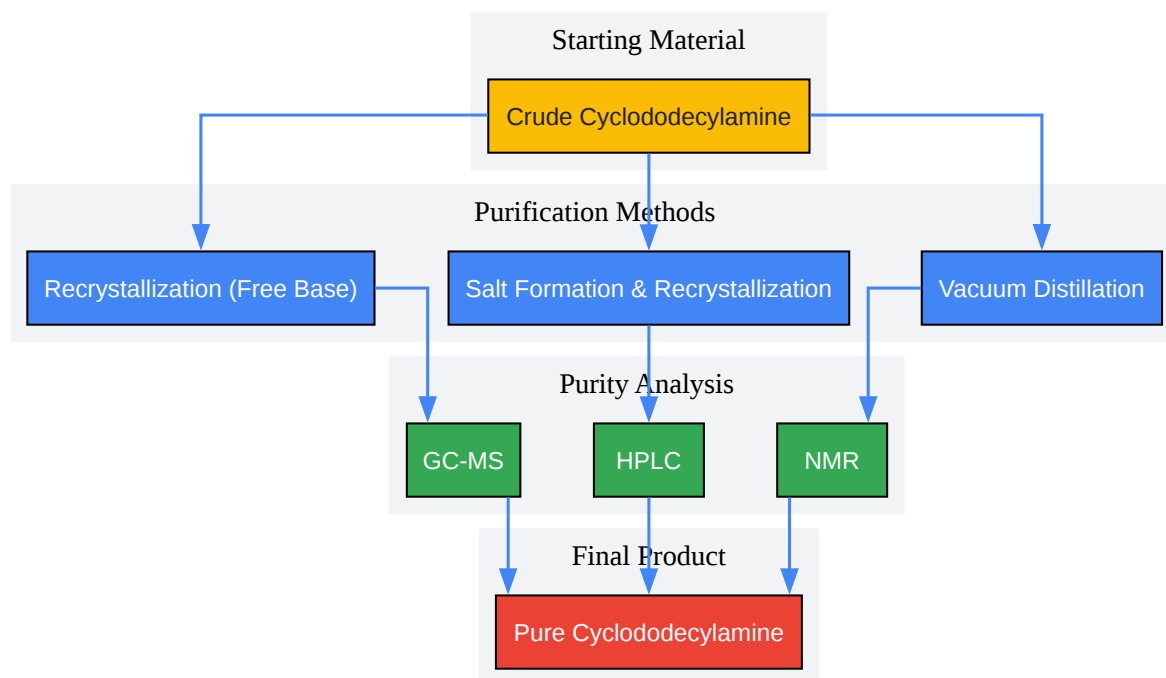 Starting Material
Crude Cyclododecylamine
Purification Methods
Recrystallization (Free Base)
Salt Formation & Recrystallization
Vacuum Distillation
Purity Analysis
GC-MS
HPLC
NMR
Final Product
Pure Cyclododecylamine